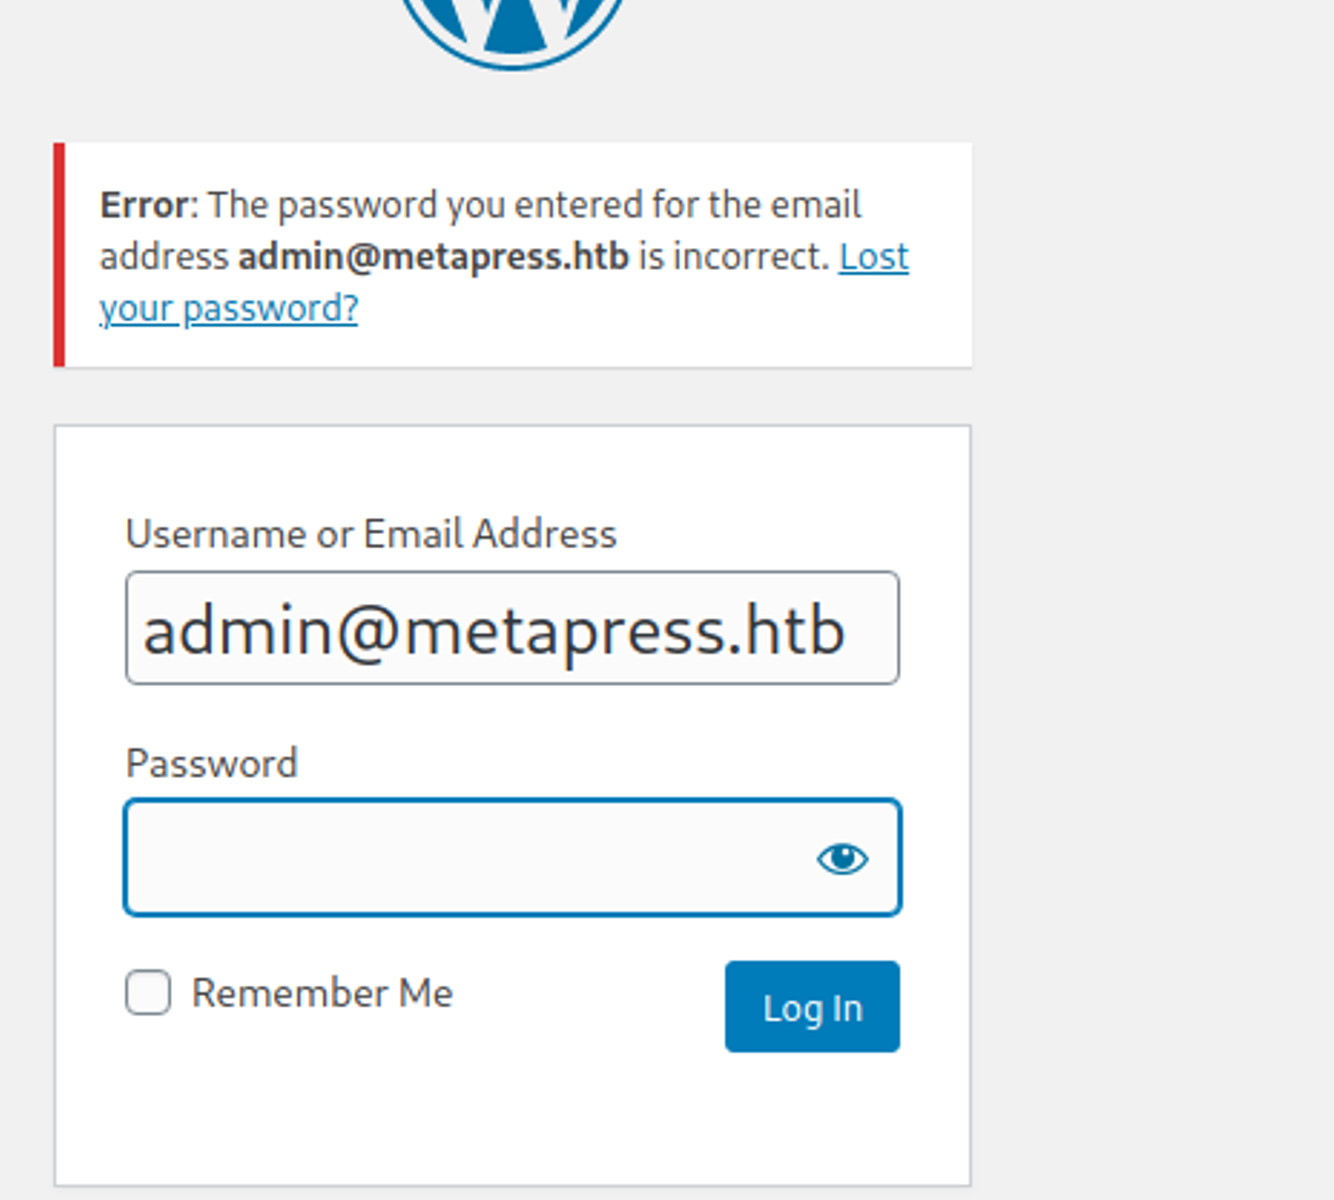 Error: The password you entered for the email
address admin@metapress.htb is incorrect. Lost
your password?
Username or Email Address
admin@metapress.htb
Password
Remember Me
Log In